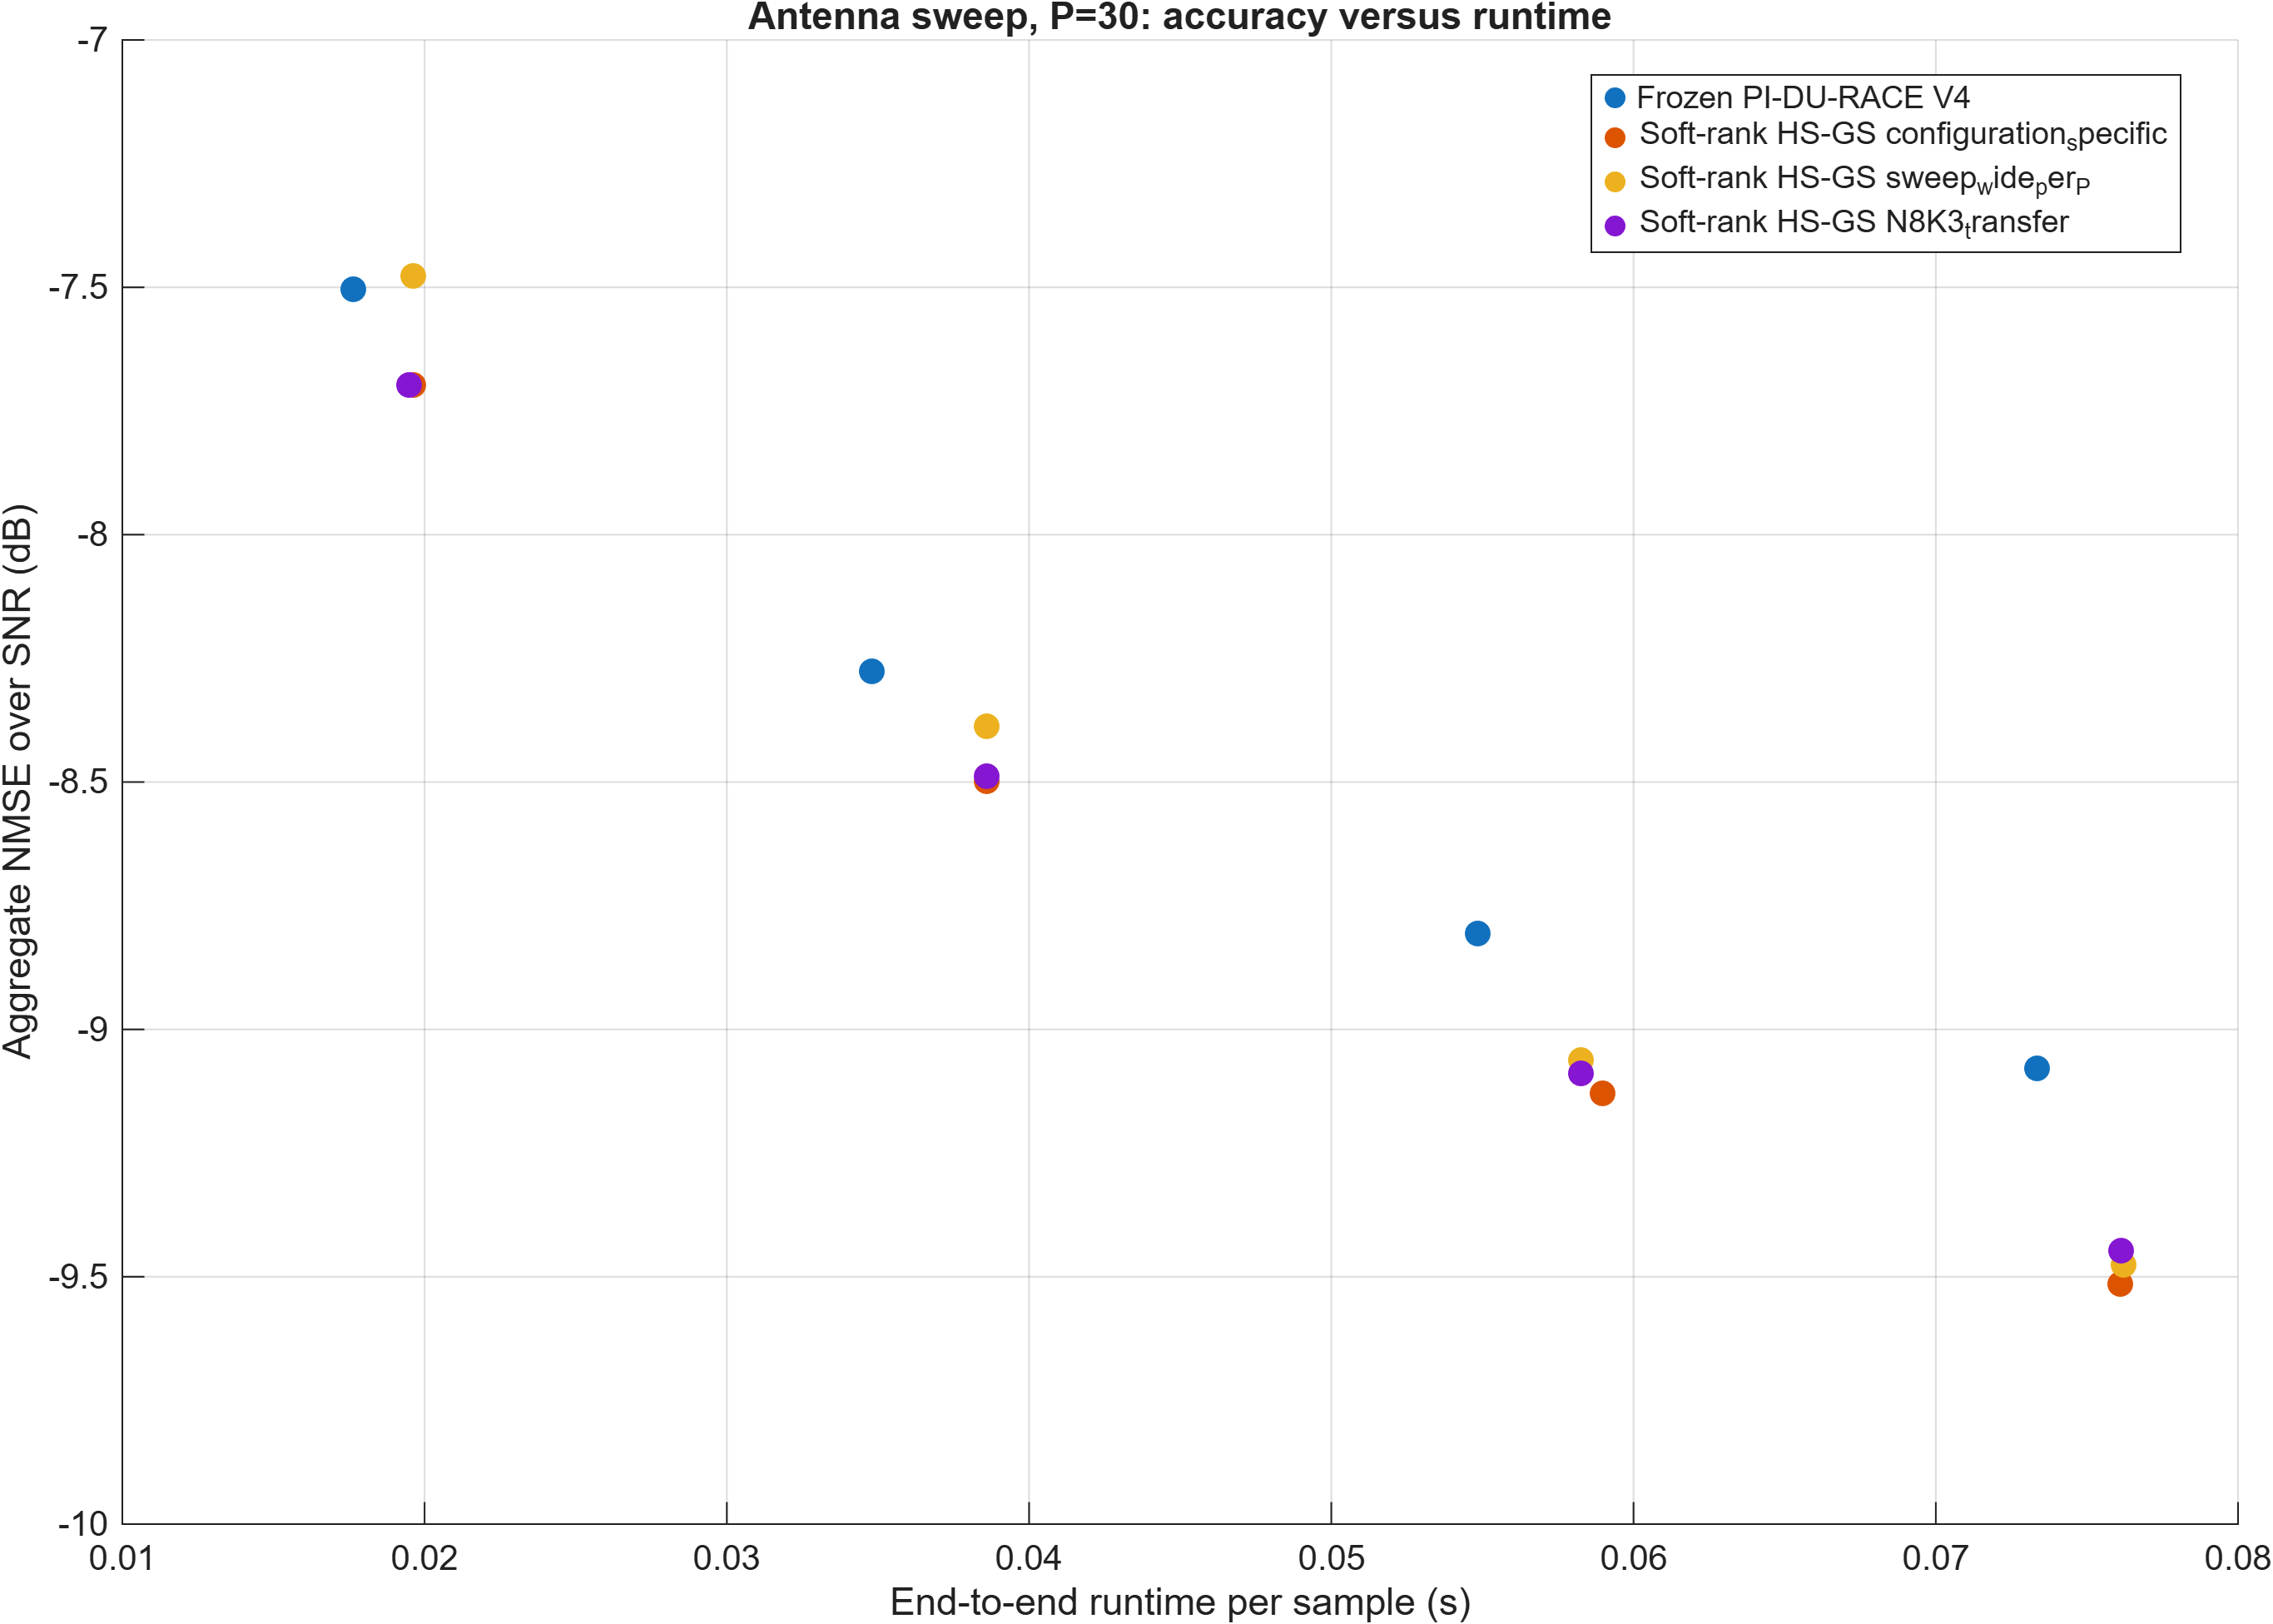 Antenna sweep, P=30: accuracy versus runtime
Frozen PI-DU-RACE V4
Soft-rank HS-GS configurationₛpecific
Soft-rank HS-GS sweep_wideₚer_P
Soft-rank HS-GS N8K3ₜransfer
Aggregate NMSE over SNR (dB)
-7
-7.5
-8
-8.5
-9
-9.5
-10
0.01 0.02 0.03 0.04 0.05 0.06 0.07 0.08
End-to-end runtime per sample (s)